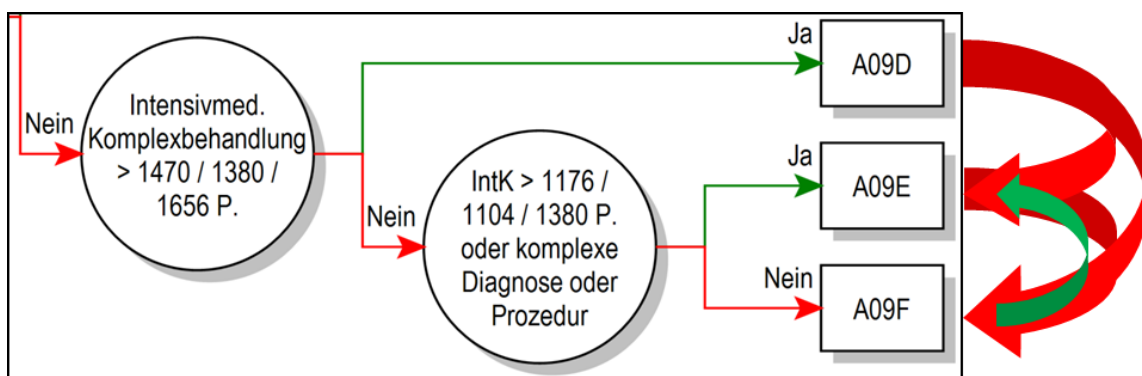 Nein
Intensivmed.
Komplexbehandlung
> 1470 / 1380 /
1656 P.
Ja
A09D
Nein
IntK > 1176 /
1104 / 1380 P.
oder komplexe
Diagnose oder
Prozedur
Ja
A09E
Nein
A09F